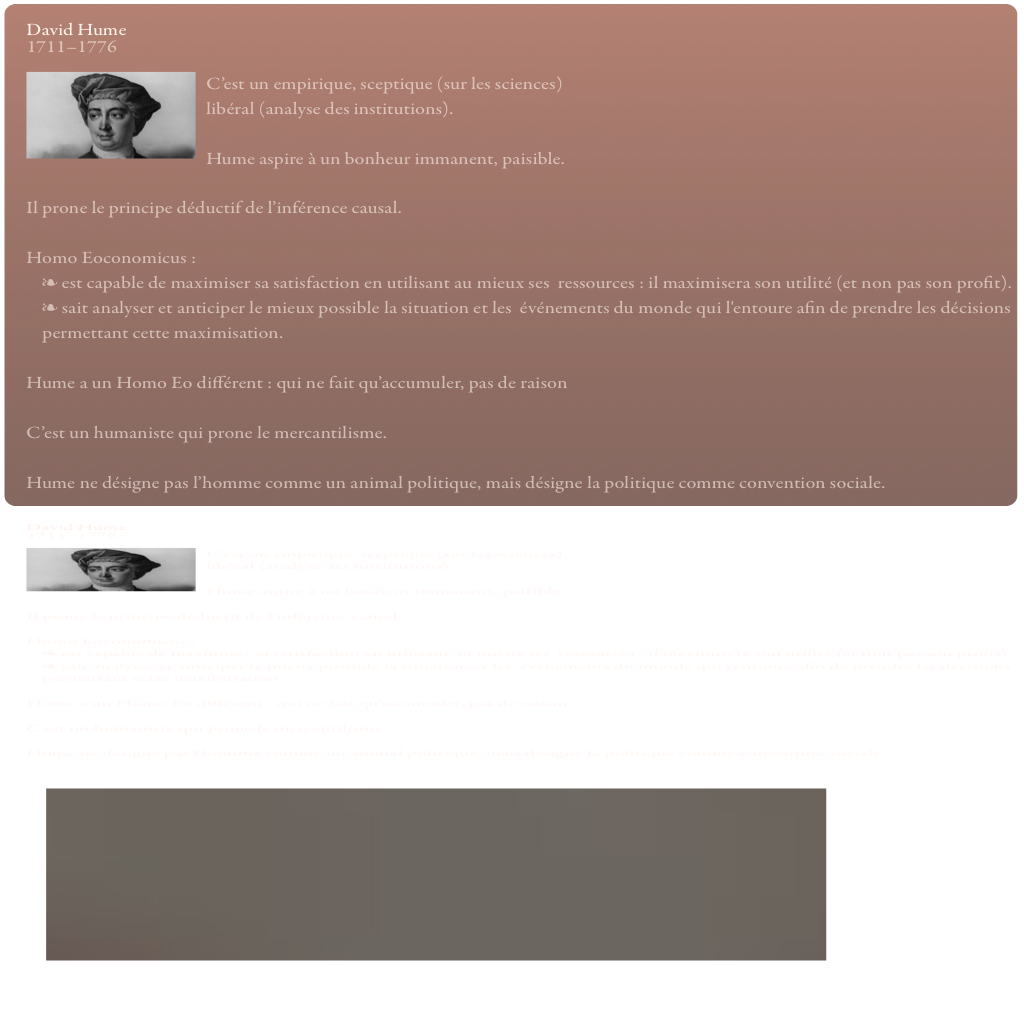 David Hume
1711–1776
C’est un empirique, sceptique (sur les sciences)
libéral (analyse des institutions).
Hume aspire à un bonheur immanent, paisible.
Il prone le principe déductif de l’inférence causal.
Homo Eoconomicus :
❧ est capable de maximiser sa satisfaction en utilisant au mieux ses ressources : il maximisera son utilité (et non pas son profit).
❧ sait analyser et anticiper le mieux possible la situation et les événements du monde qui l'entoure afin de prendre les décisions
permettant cette maximisation.
Hume a un Homo Eo différent : qui ne fait qu’accumuler, pas de raison
C’est un humaniste qui prone le mercantilisme.
Hume ne désigne pas l’homme comme un animal politique, mais désigne la politique comme convention sociale.